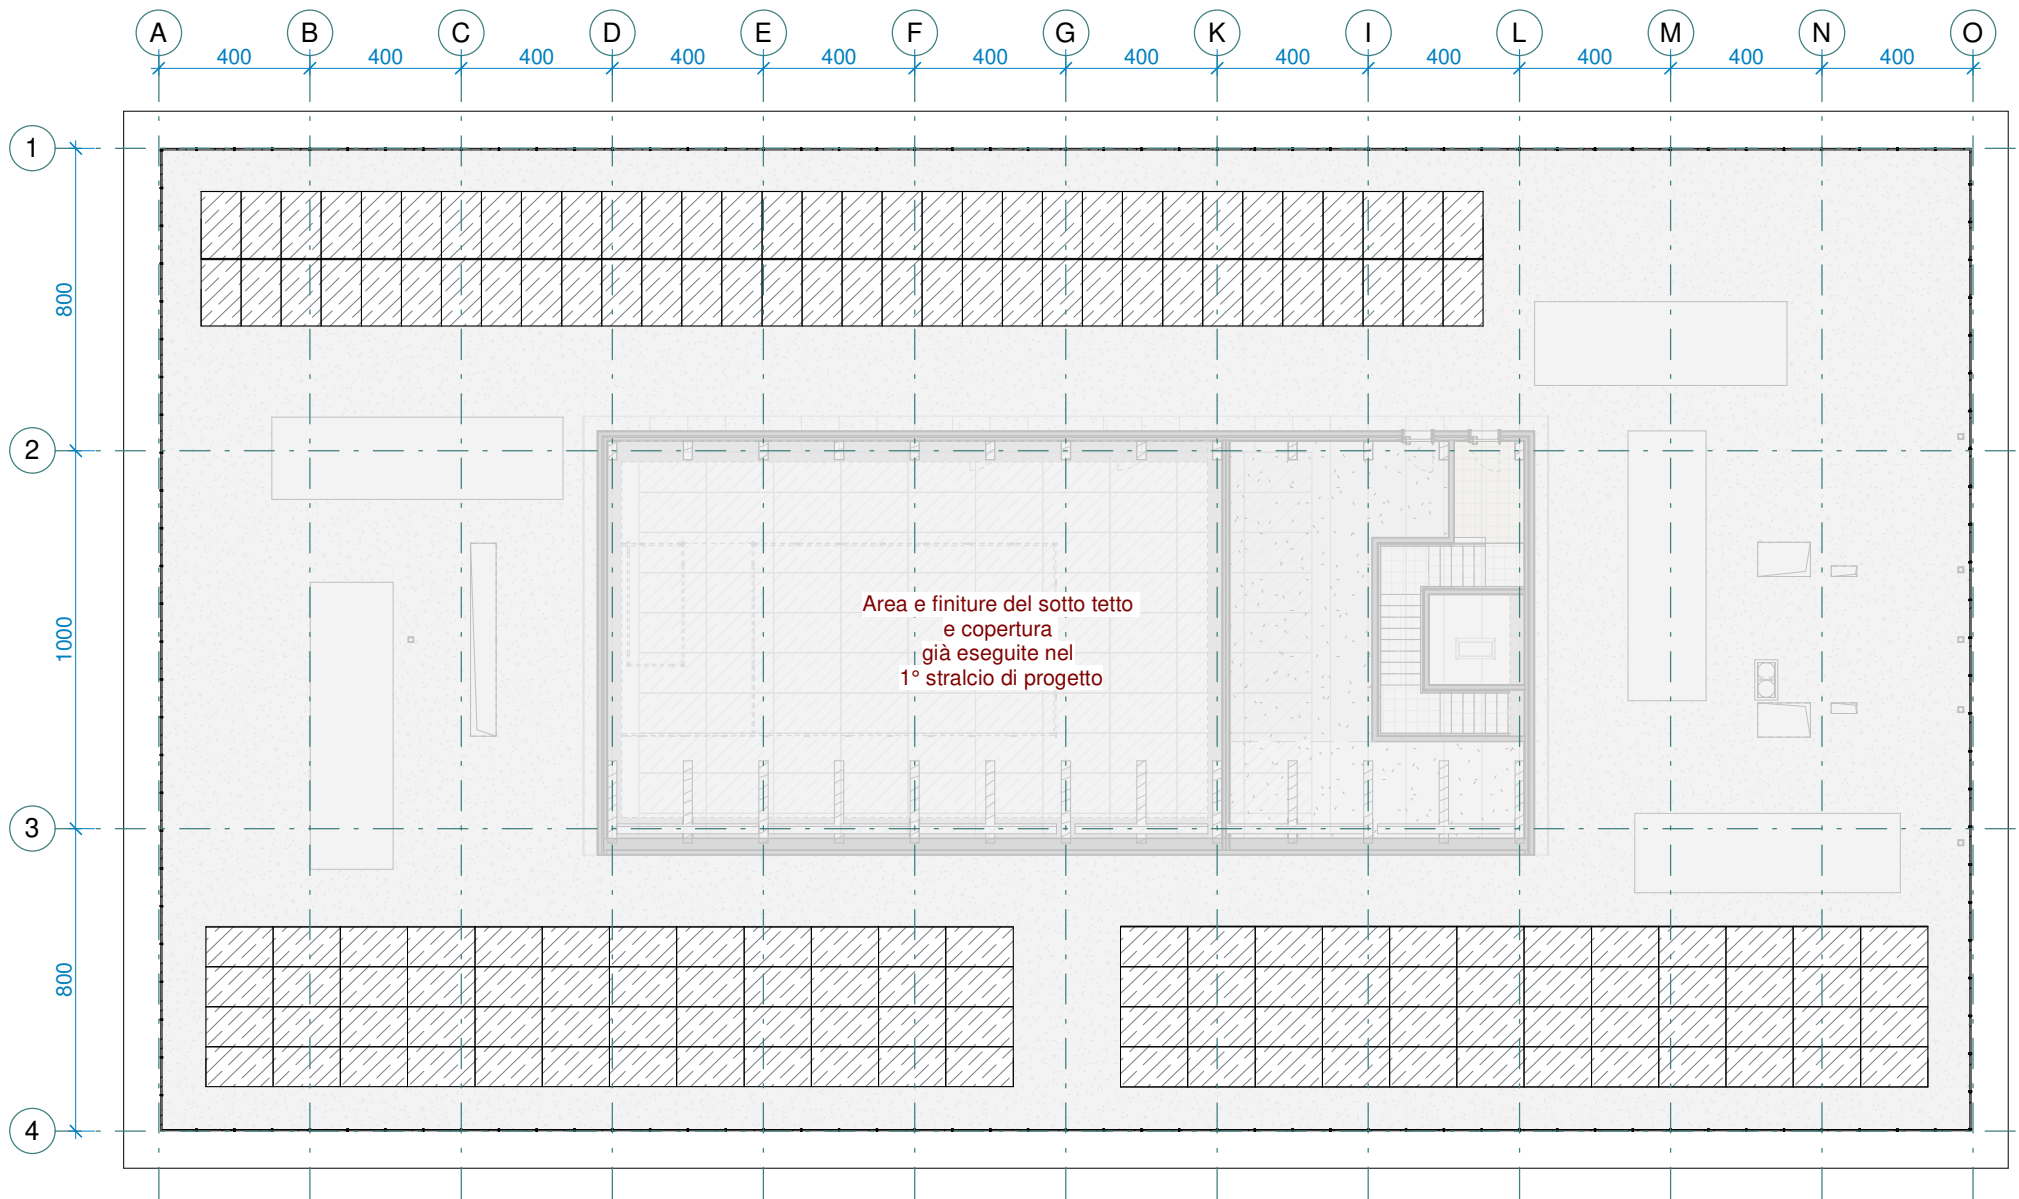 A B C D E F G K I L M N O
400 400 400 400 400 400 400 400 400 400 400 400
1
800
2
1000
Area e finiture del sotto tetto
e copertura
già eseguite nel
1° stralcio di progetto
3
800
4